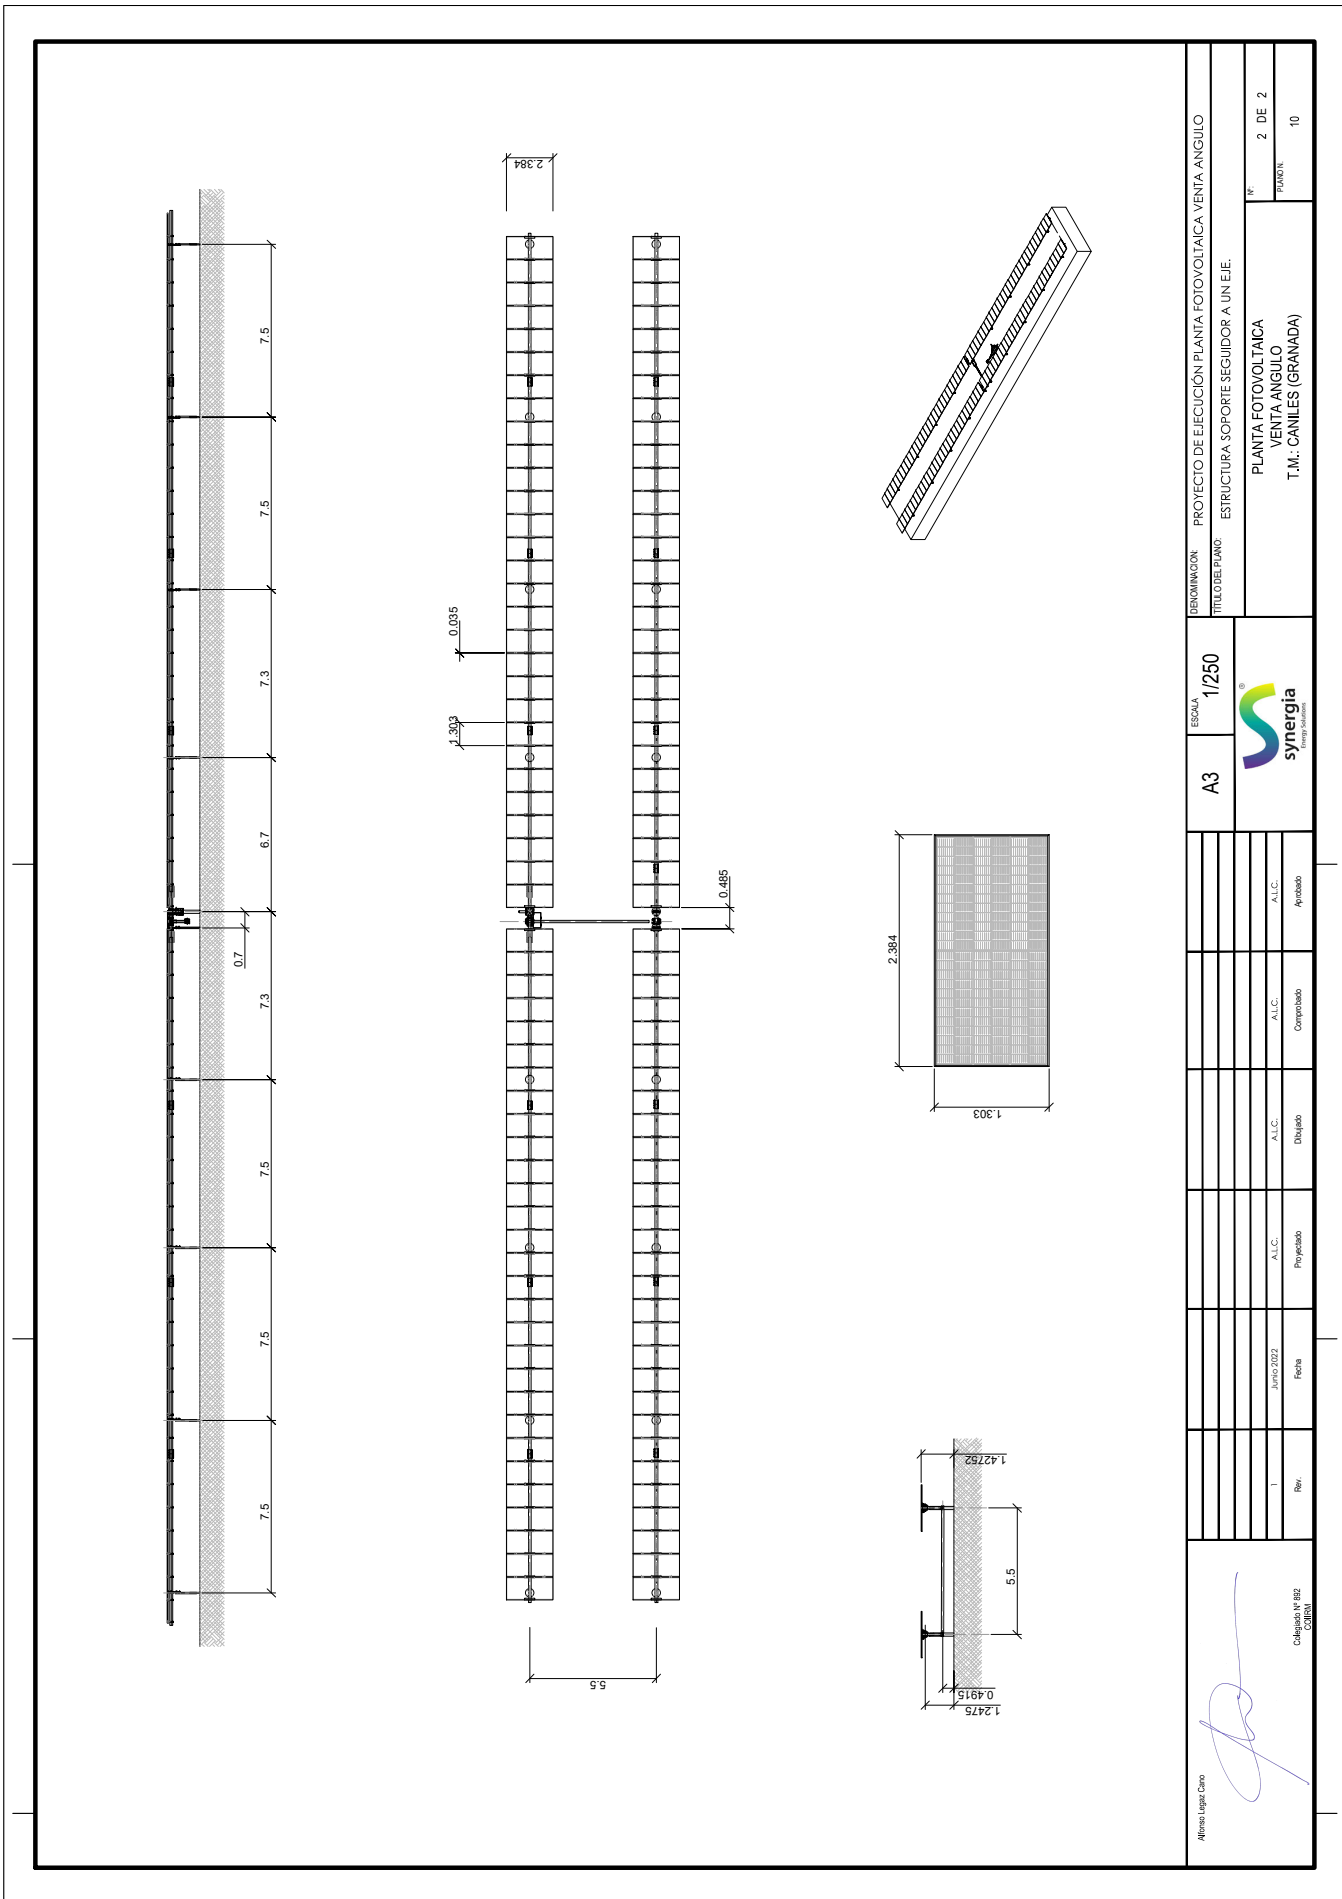 7.5
7.5
7.5
7.3
0.7
6.7
7.3
7.5
7.5
5.5
2.384
1.303
0.035
0.485
1.2475
0.4915
5.5
1.42752
1.303
2.384
Alfonso Legaz Cano
Colegiado Nº 892
COIIRM
1
Junio 2022
A.L.C.
A.L.C.
A.L.C.
A.L.C.
Rev.
Fecha
Proyectado
Dibujado
Comprobado
Aprobado
A3
ESCALA
1/250
synergia
Energy Solutions
®
DENOMINACION:
PROYECTO DE EJECUCIÓN PLANTA FOTOVOLTAICA VENTA ANGULO
TITULO DEL PLANO:
ESTRUCTURA SOPORTE SEGUIDOR A UN EJE.
PLANTA FOTOVOLTAICA
VENTA ANGULO
T.M.: CANILES (GRANADA)
Nº:
2 DE 2
PLANO N.
10